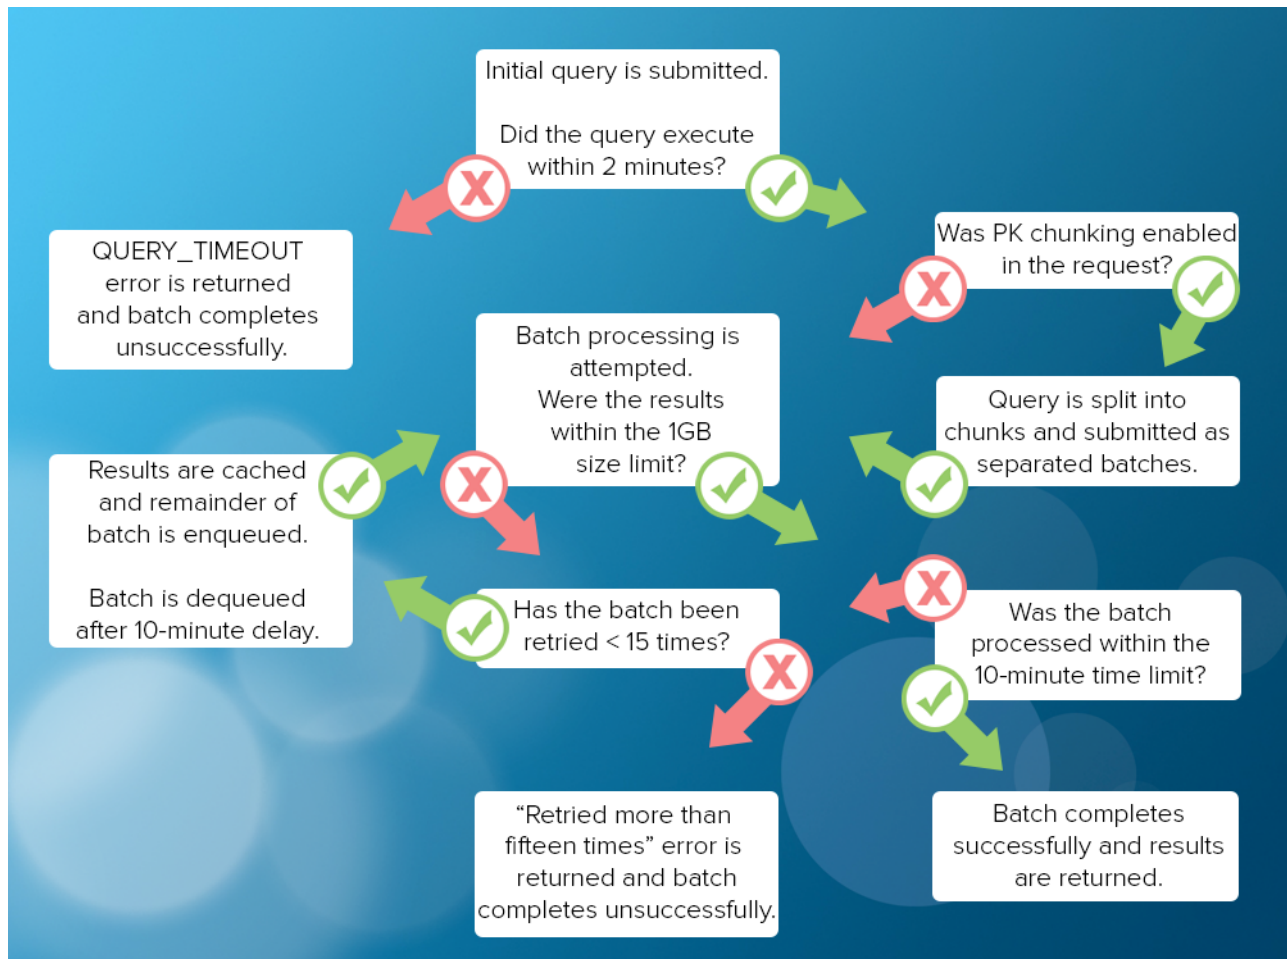 Initial query is submitted.
Did the query execute
within 2 minutes?
Was PK chunking enabled
in the request?
QUERY_TIMEOUT
error is returned
and batch completes
unsuccessfully.
Batch processing is
attempted.
Were the results
within the 1GB
size limit?
Query is split into
chunks and submitted as
separated batches.
Results are cached
and remainder of
batch is enqueued.
Batch is dequeued
after 10-minute delay.
Has the batch been
retried < 15 times?
Was the batch
processed within the
10-minute time limit?
“Retried more than
fifteen times” error is
returned and batch
completes unsuccessfully.
Batch completes
successfully and results
are returned.